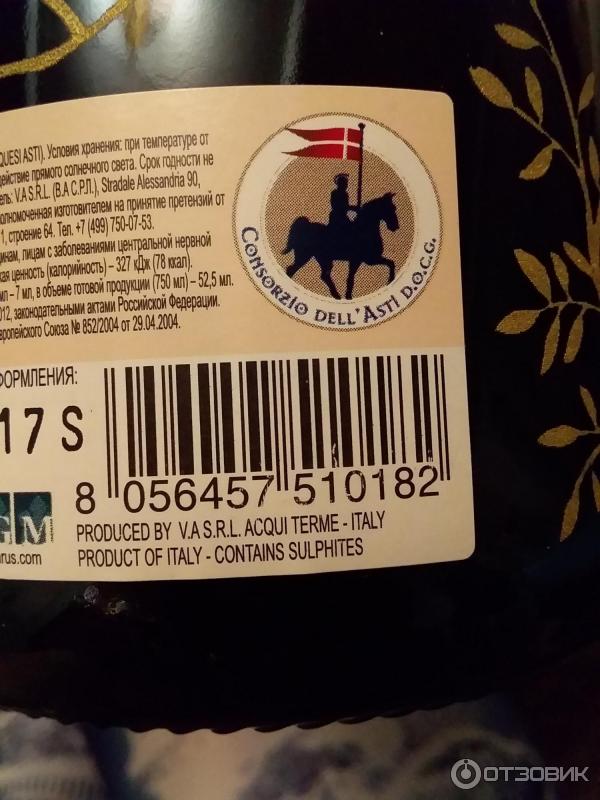 QUESI ASTI). Условия хранения: при температуре от
действие прямого солнечного света. Срок годности не
ель: V.A S.R.L. (В.А С.Р.Л.), Stradale Alessandria 90,
олномоченная изготовителем на принятие претензий от
1, строение 64. Тел. +7 (499) 750-07-53.
инам, лицам с заболеваниями центральной нервной
кая ценность (калорийность) – 327 кДж (78 ккал).
мл – 7 мл, в объеме готовой продукции (750 мл) – 52,5 мл.
012, законодательными актами Российской Федерации.
вропейского Союза № 852/2004 от 29.04.2004.
CONSORZIO DELL'ASTI D.O.C.G.
ФОРМЛЕНИЯ:
17 S
8 056457 510182
GM
rus.com
PRODUCED BY V.A S.R.L. ACQUI TERME - ITALY
PRODUCT OF ITALY - CONTAINS SULPHITES
ОТЗОВИК